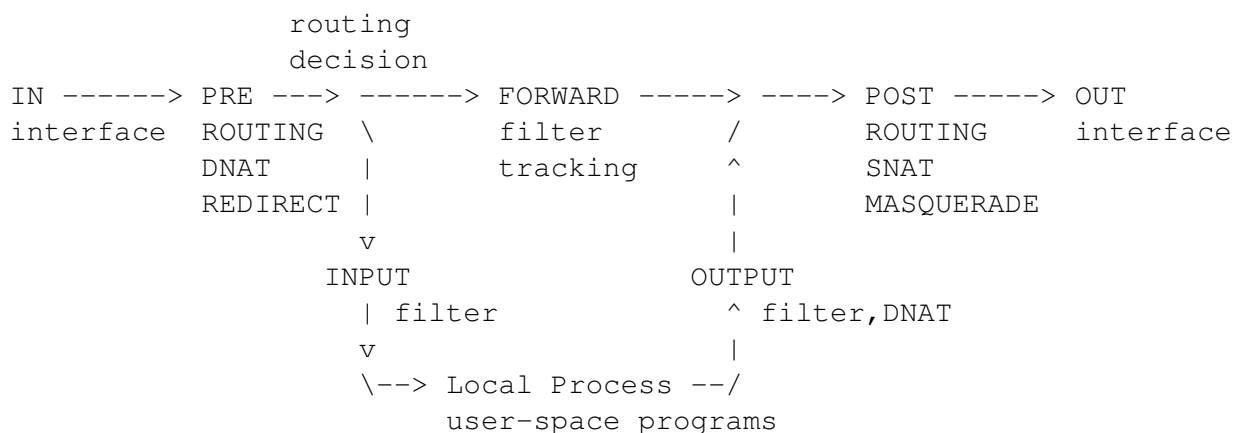 routing
decision
IN ------> PRE ---> ------> FORWARD -----> ----> POST -----> OUT
interface ROUTING \ filter / ROUTING interface
DNAT | tracking ^ SNAT
REDIRECT | | MASQUERADE
v |
INPUT OUTPUT
| filter ^ filter,DNAT
v |
\--> Local Process --/
user-space programs